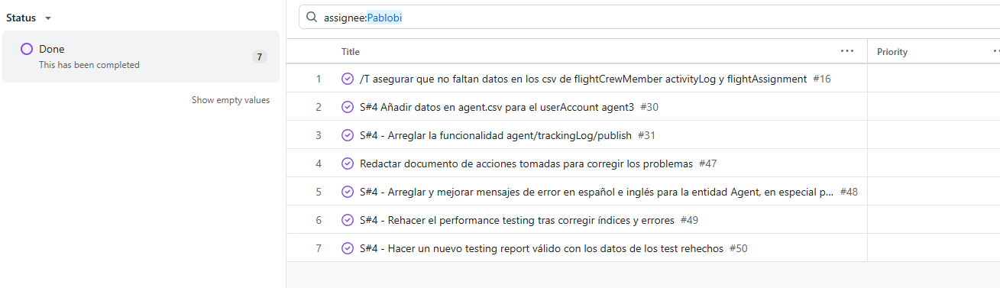 Status
Done
7
This has been completed
Show empty values
assignee:Pablobi
Title
Priority
1 /T asegurar que no faltan datos en los csv de flightCrewMember activityLog y flightAssignment #16
2 S#4 Añadir datos en agent.csv para el userAccount agent3 #30
3 S#4 - Arreglar la funcionalidad agent/trackingLog/publish #31
4 Redactar documento de acciones tomadas para corregir los problemas #47
5 S#4 - Arreglar y mejorar mensajes de error en español e inglés para la entidad Agent, en especial p... #48
6 S#4 - Rehacer el performance testing tras corregir índices y errores #49
7 S#4 - Hacer un nuevo testing report válido con los datos de los test rehechos #50